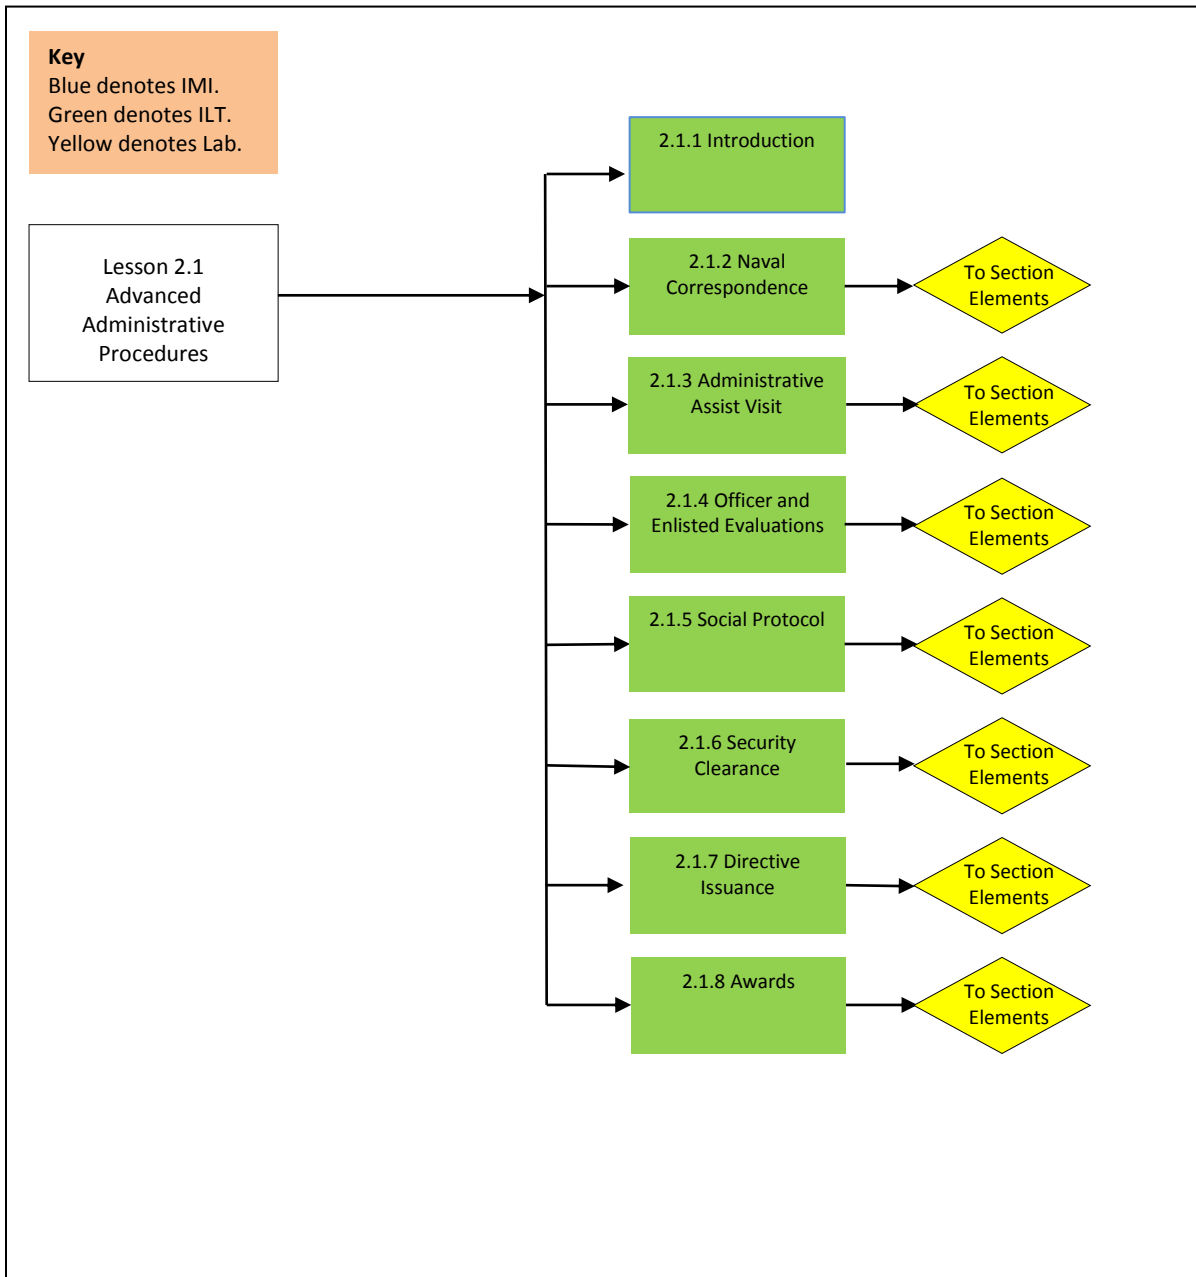 Key
Blue denotes IMI.
Green denotes ILT.
Yellow denotes Lab.
Lesson 2.1
Advanced
Administrative
Procedures
2.1.1 Introduction
2.1.2 Naval
Correspondence
To Section
Elements
2.1.3 Administrative
Assist Visit
To Section
Elements
2.1.4 Officer and
Enlisted Evaluations
To Section
Elements
2.1.5 Social Protocol
To Section
Elements
2.1.6 Security
Clearance
To Section
Elements
2.1.7 Directive
Issuance
To Section
Elements
2.1.8 Awards
To Section
Elements